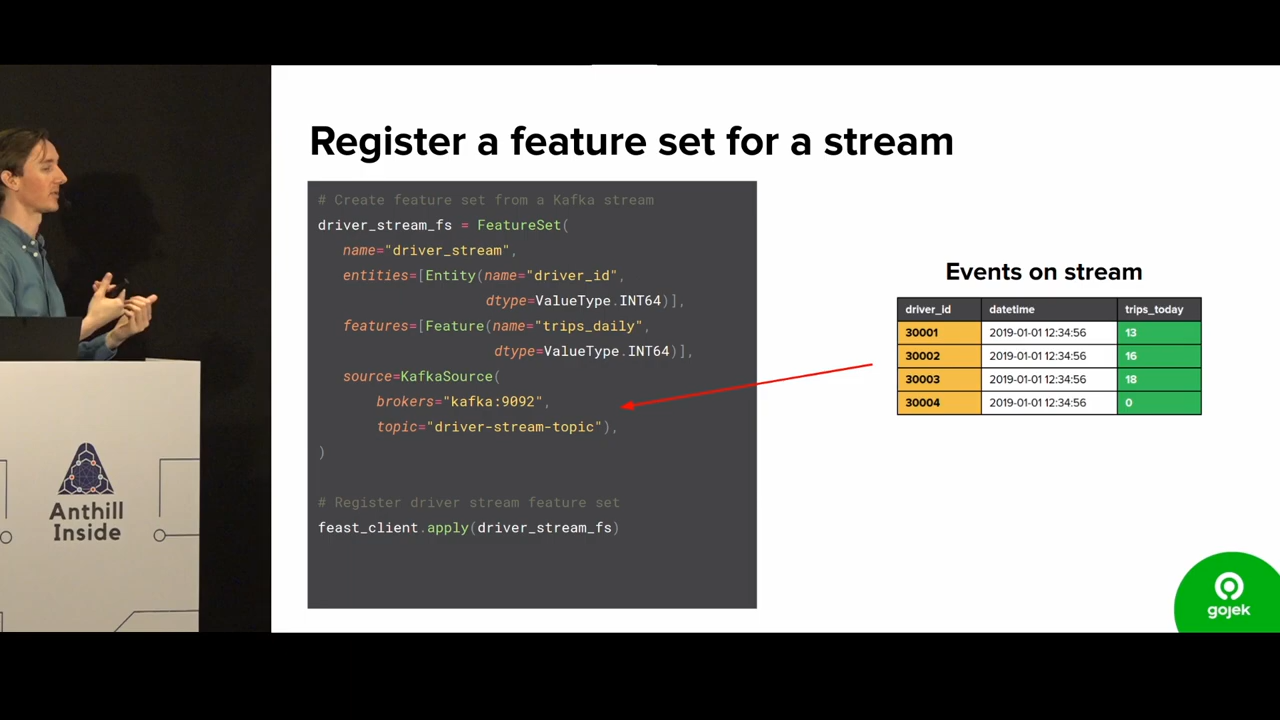 Register a feature set for a stream
# Create feature set from a Kafka stream
driver_stream_fs = FeatureSet(
name="driver_stream",
entities=[Entity(name="driver_id",
dtype=ValueType.INT64)],
features=[Feature(name="trips_daily",
dtype=ValueType.INT64)],
source=KafkaSource(
brokers="kafka:9092",
topic="driver-stream-topic"),
)
# Register driver stream feature set
feast_client.apply(driver_stream_fs)
Events on stream
driver_id datetime trips_today
30001 2019-01-01 12:34:56 13
30002 2019-01-01 12:34:56 16
30003 2019-01-01 12:34:56 18
30004 2019-01-01 12:34:56 0
Anthill
Inside
gojek